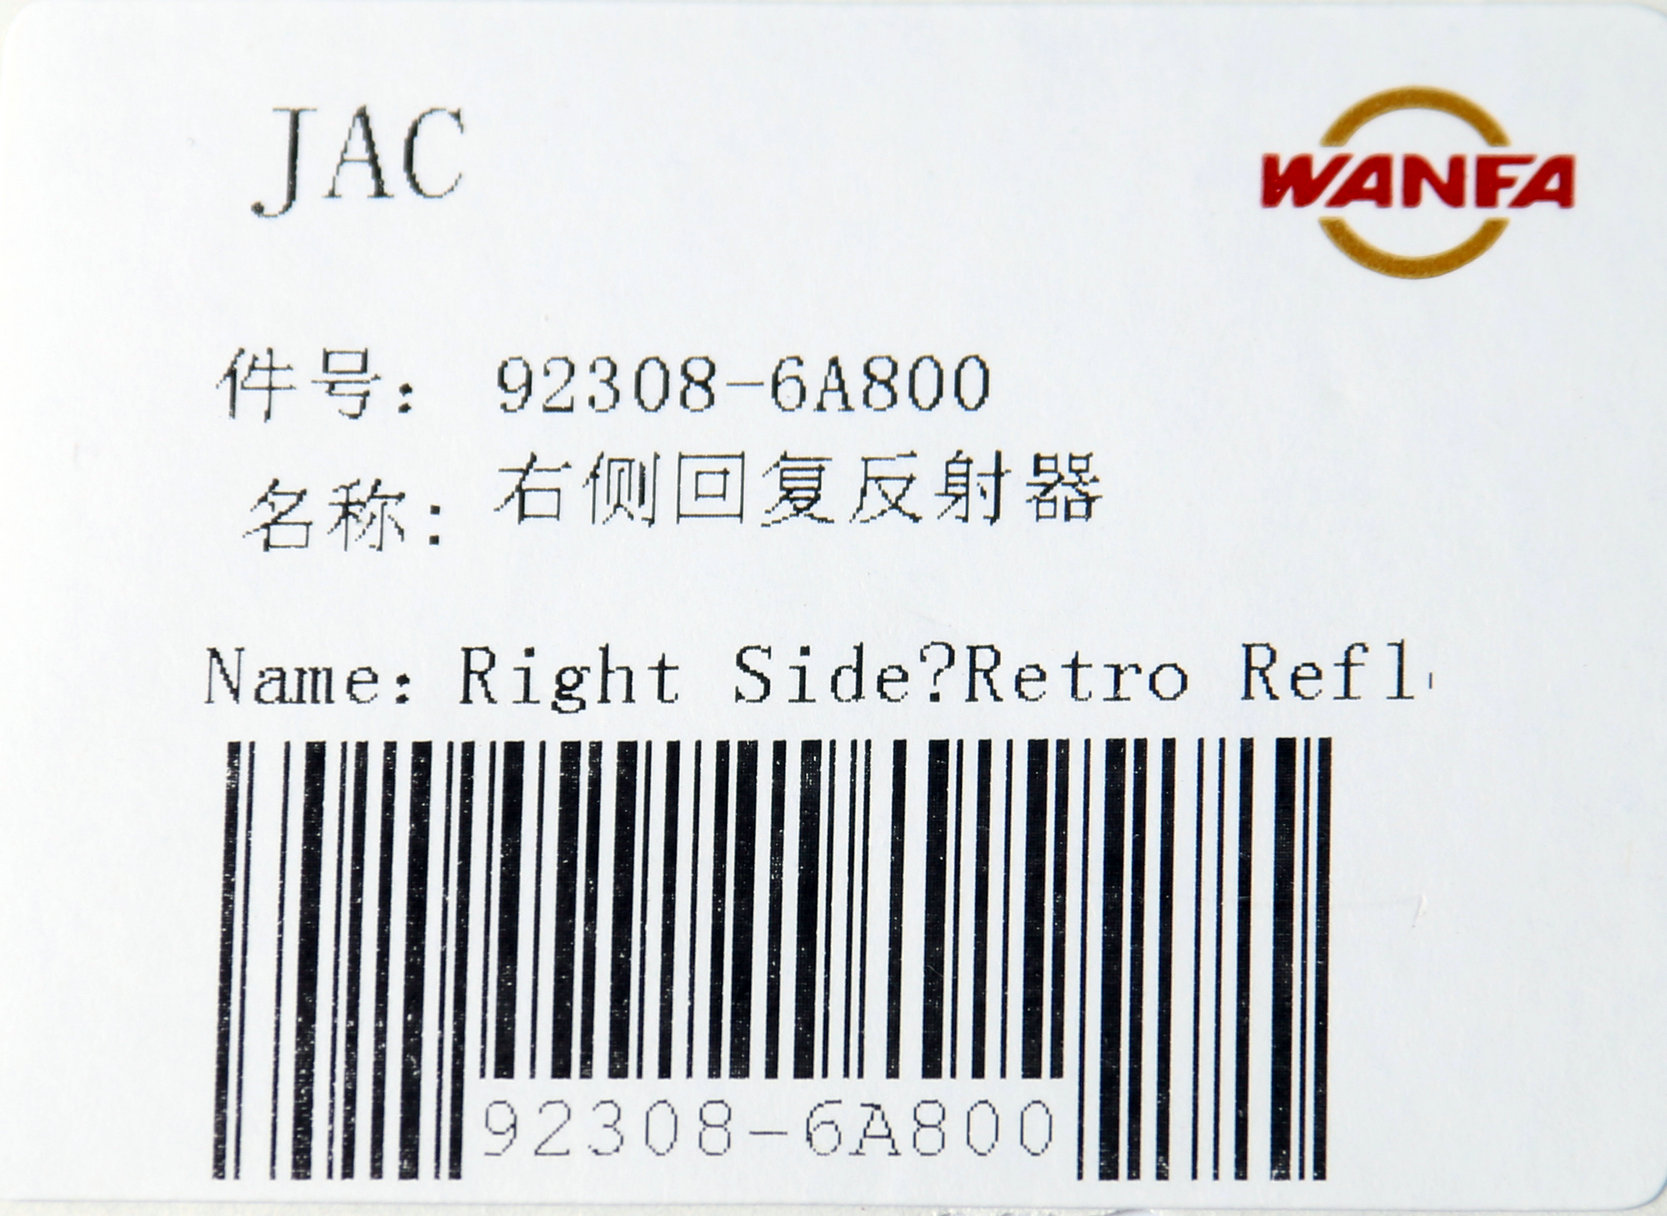 JAC
WANFA
件号: 92308-6A800
名称: 右侧回复反射器
Name: Right Side?Retro Refl
92308-6A800